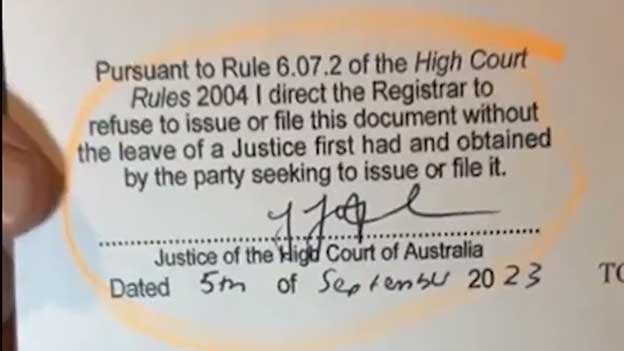 Pursuant to Rule 6.07.2 of the High Court
Rules 2004 I direct the Registrar to
refuse to issue or file this document without
the leave of a Justice first had and obtained
by the party seeking to issue or file it.
Justice of the High Court of Australia
Dated 5th of September 2023
TO